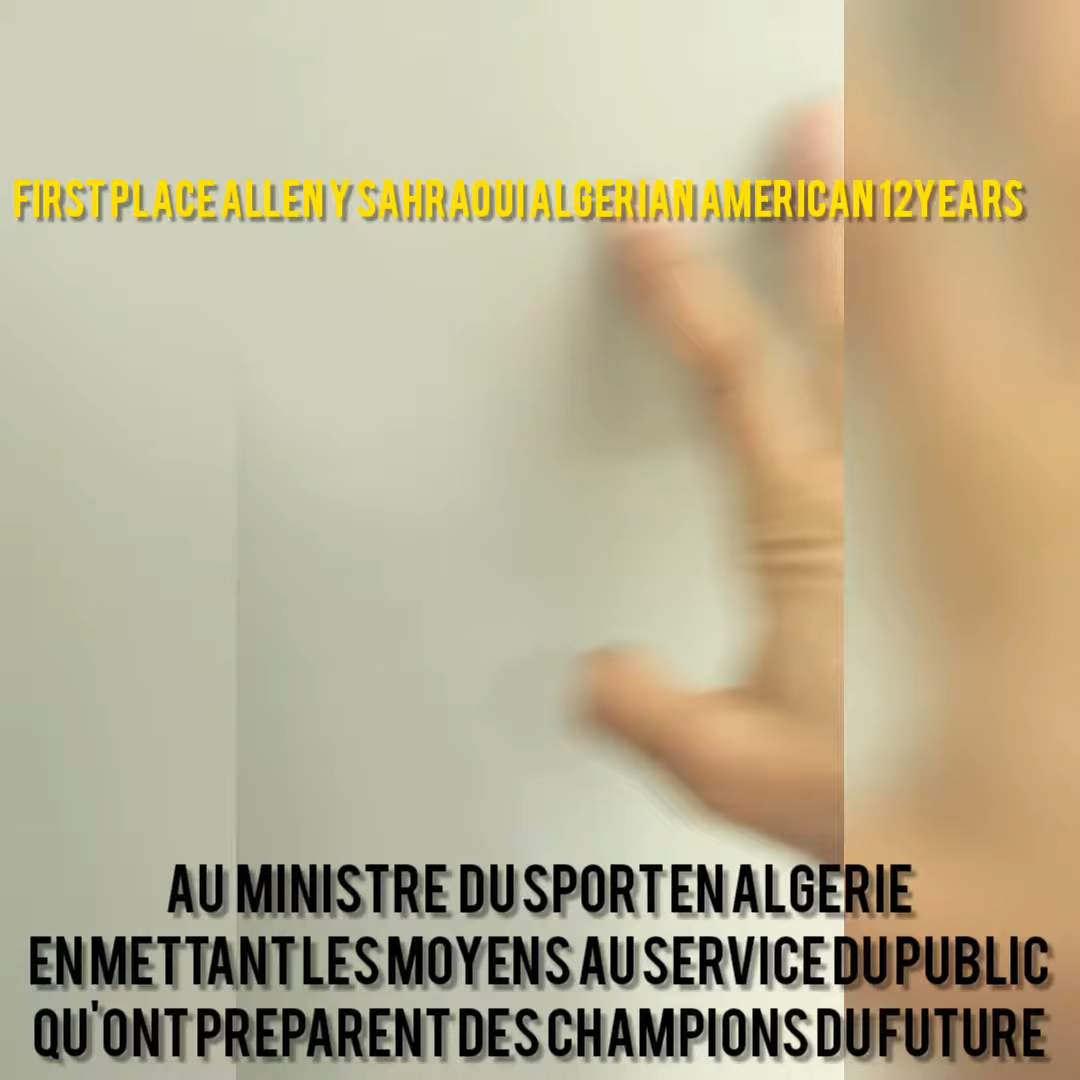 FIRST PLACE ALLEN Y SAHRAOUI ALGERIAN AMERICAN 12YEARS
AU MINISTRE DU SPORT EN ALGERIE
EN METTANT LES MOYENS AU SERVICE DU PUBLIC
QU'ONT PREPARENT DES CHAMPIONS DU FUTURE